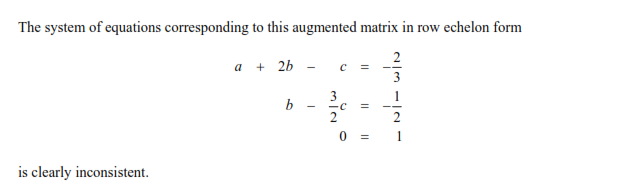 The system of equations corresponding to this augmented matrix in row echelon form
a + 2b − c = −2/3
b − 3/2c = −1/2
0 = 1
is clearly inconsistent.